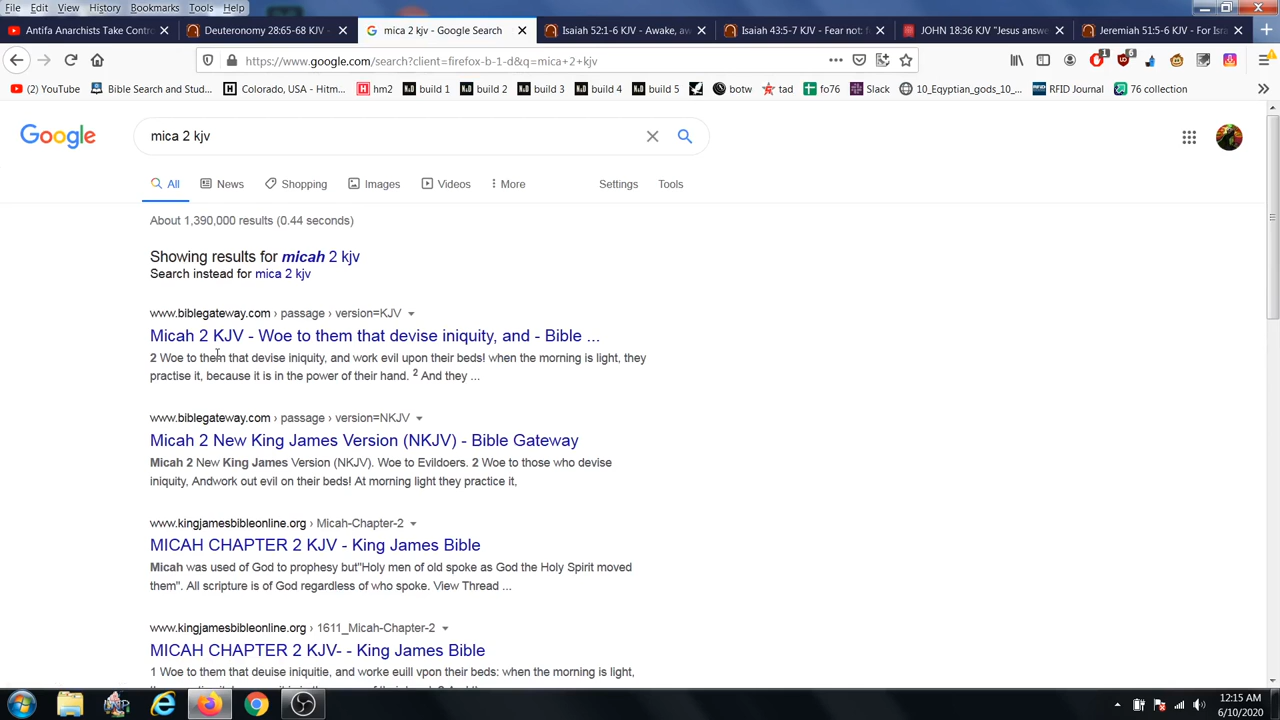 File Edit View History Bookmarks Tools Help
Antifa Anarchists Take Contro
Deuteronomy 28:65-68 KJV -
mica 2 kjv - Google Search
Isaiah 52:1-6 KJV - Awake, aw
Isaiah 43:5-7 KJV - Fear not: f
JOHN 18:36 KJV "Jesus answe
Jeremiah 51:5-6 KJV - For Isra
https://www.google.com/search?client=firefox-b-1-d&q=mica+2+kjv
1
6
(2) YouTube
Bible Search and Stud...
Colorado, USA - Hitm...
hm2
build 1
build 2
build 3
build 4
build 5
botw
tad
fo76
Slack
10_Egyptian_gods_10_...
RFID Journal
76 collection
Google
mica 2 kjv
All News Shopping Images Videos More Settings Tools
About 1,390,000 results (0.44 seconds)
Showing results for micah 2 kjv
Search instead for mica 2 kjv
www.biblegateway.com › passage › version=KJV
Micah 2 KJV - Woe to them that devise iniquity, and - Bible ...
2 Woe to them that devise iniquity, and work evil upon their beds! when the morning is light, they
practise it, because it is in the power of their hand. 2 And they ...
www.biblegateway.com › passage › version=NKJV
Micah 2 New King James Version (NKJV) - Bible Gateway
Micah 2 New King James Version (NKJV). Woe to Evildoers. 2 Woe to those who devise
iniquity, Andwork out evil on their beds! At morning light they practice it,
www.kingjamesbibleonline.org › Micah-Chapter-2
MICAH CHAPTER 2 KJV - King James Bible
Micah was used of God to prophesy but"Holy men of old spoke as God the Holy Spirit moved
them". All scripture is of God regardless of who spoke. View Thread ...
www.kingjamesbibleonline.org › 1611_Micah-Chapter-2
MICAH CHAPTER 2 KJV- - King James Bible
1 Woe to them that deuise iniquitie, and worke euill vpon their beds: when the morning is light,
12:15 AM
6/10/2020